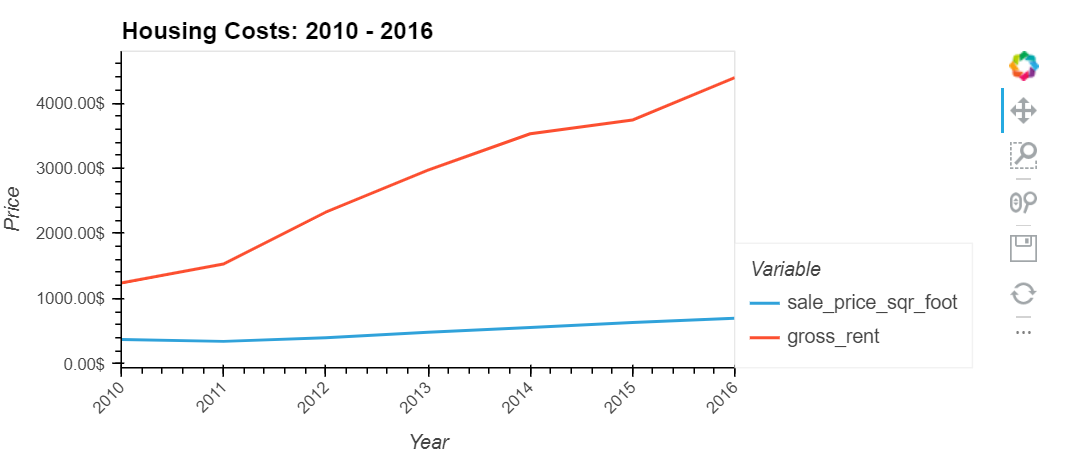 Housing Costs: 2010 - 2016
Price
4000.00$
3000.00$
2000.00$
1000.00$
0.00$
2010
2011
2012
2013
2014
2015
2016
Year
Variable
sale_price_sqr_foot
gross_rent